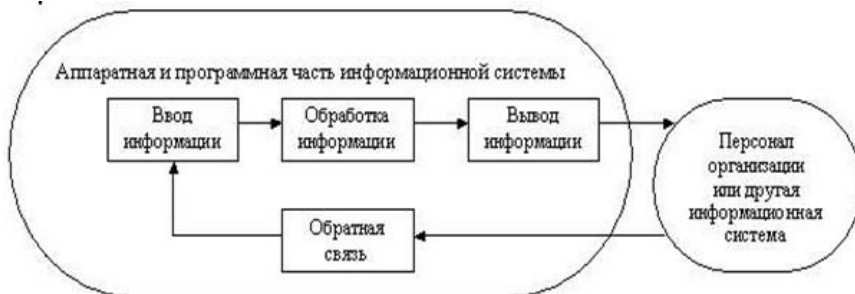 Аппаратная и программная часть информационной системы
Ввод
информации
Обработка
информации
Вывод
информации
Персонал
организации
или другая
информационная
система
Обратная
связь